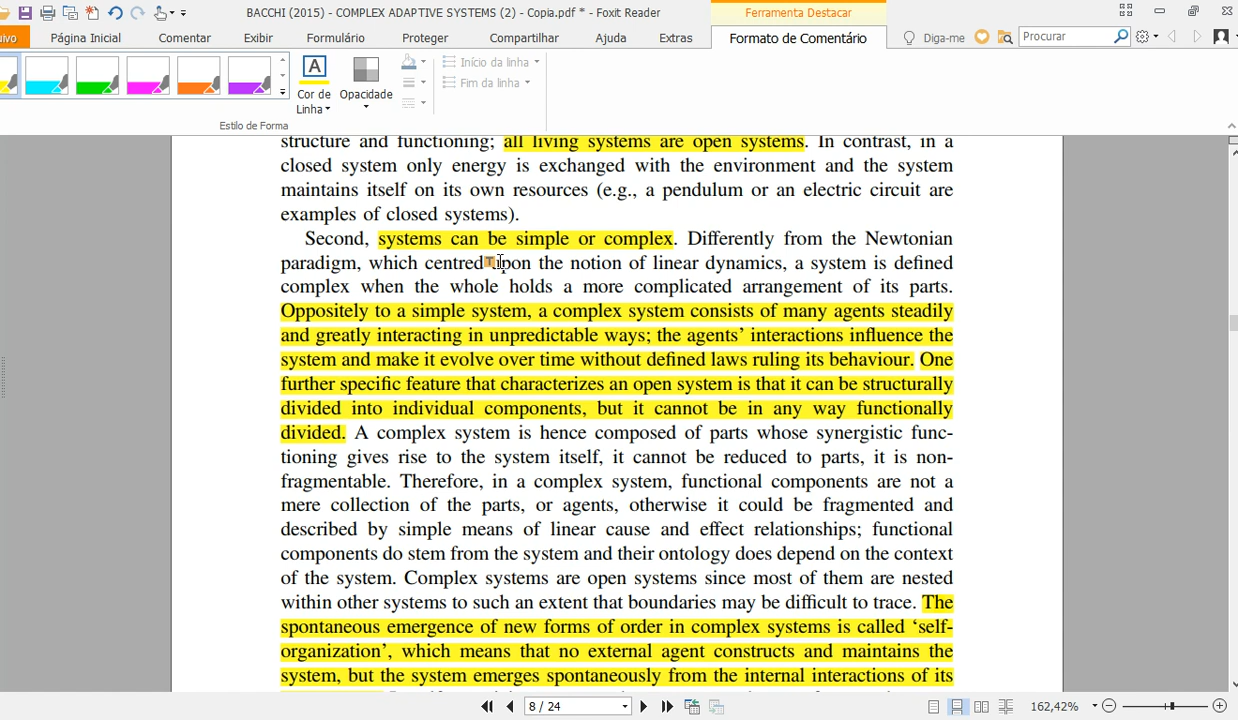 BACCHI (2015) - COMPLEX ADAPTIVE SYSTEMS (2) - Copia.pdf * - Foxit Reader
Ferramenta Destacar
ivo Página Inicial Comentar Exibir Formulário Proteger Compartilhar Ajuda Extras Formato de Comentário Diga-me Procurar
Início da linha
Fim da linha
Cor de Linha
Opacidade
Estilo de Forma
structure and functioning; all living systems are open systems. In contrast, in a
closed system only energy is exchanged with the environment and the system
maintains itself on its own resources (e.g., a pendulum or an electric circuit are
examples of closed systems).
Second, systems can be simple or complex. Differently from the Newtonian
paradigm, which centred upon the notion of linear dynamics, a system is defined
complex when the whole holds a more complicated arrangement of its parts.
Oppositely to a simple system, a complex system consists of many agents steadily
and greatly interacting in unpredictable ways; the agents’ interactions influence the
system and make it evolve over time without defined laws ruling its behaviour. One
further specific feature that characterizes an open system is that it can be structurally
divided into individual components, but it cannot be in any way functionally
divided. A complex system is hence composed of parts whose synergistic func-
tioning gives rise to the system itself, it cannot be reduced to parts, it is non-
fragmentable. Therefore, in a complex system, functional components are not a
mere collection of the parts, or agents, otherwise it could be fragmented and
described by simple means of linear cause and effect relationships; functional
components do stem from the system and their ontology does depend on the context
of the system. Complex systems are open systems since most of them are nested
within other systems to such an extent that boundaries may be difficult to trace. The
spontaneous emergence of new forms of order in complex systems is called ‘self-
organization’, which means that no external agent constructs and maintains the
system, but the system emerges spontaneously from the internal interactions of its
8 / 24
162,42%